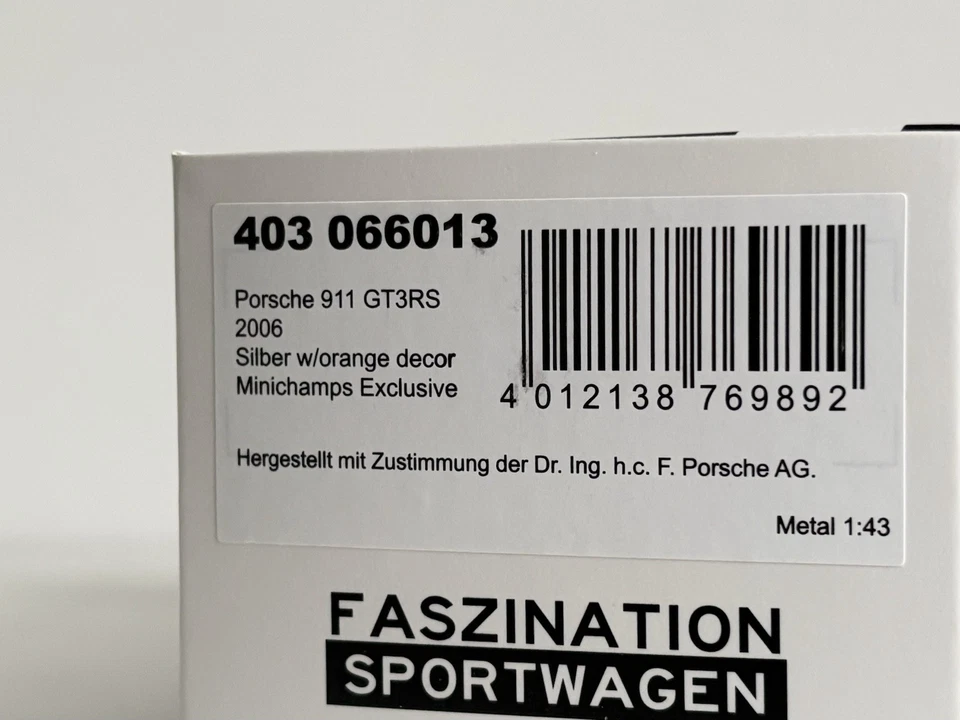 403 066013
Porsche 911 GT3RS
2006
Silber w/orange decor
Minichamps Exclusive
4 012138 769892
Hergestellt mit Zustimmung der Dr. Ing. h.c. F. Porsche AG.
Metal 1:43
FASZINATION
SPORTWAGEN